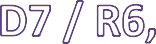 D7 / R6,